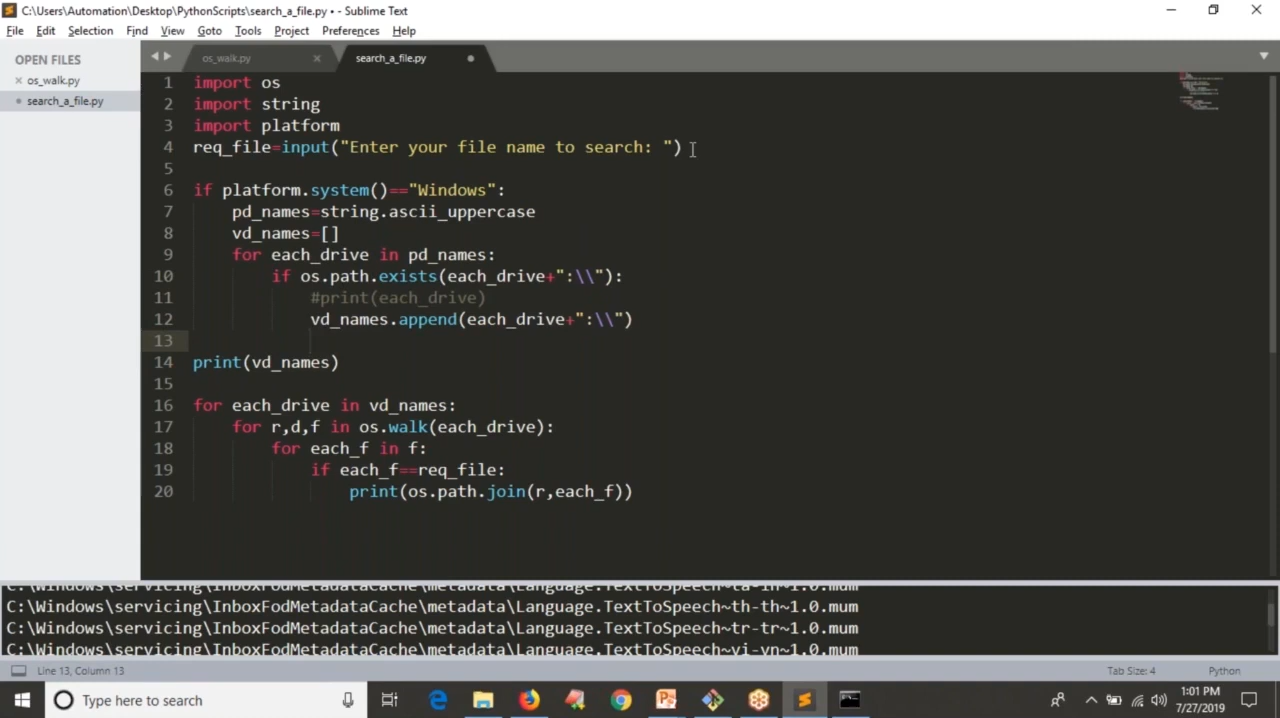 C:\Users\Automation\Desktop\PythonScripts\search_a_file.py • - Sublime Text
File Edit Selection Find View Goto Tools Project Preferences Help
OPEN FILES
os_walk.py
search_a_file.py
os_walk.py
search_a_file.py
1 import os
2 import string
3 import platform
4 req_file=input("Enter your file name to search: ")
5
6 if platform.system()=="Windows":
7 pd_names=string.ascii_uppercase
8 vd_names=[]
9 for each_drive in pd_names:
10 if os.path.exists(each_drive+":\\"):
11 #print(each_drive)
12 vd_names.append(each_drive+":\\")
13
14 print(vd_names)
15
16 for each_drive in vd_names:
17 for r,d,f in os.walk(each_drive):
18 for each_f in f:
19 if each_f==req_file:
20 print(os.path.join(r,each_f))
C:\Windows\servicing\InboxFodMetadataCache\metadata\Language.TextToSpeech~ta-in~1.0.mum
C:\Windows\servicing\InboxFodMetadataCache\metadata\Language.TextToSpeech~th-th~1.0.mum
C:\Windows\servicing\InboxFodMetadataCache\metadata\Language.TextToSpeech~tr-tr~1.0.mum
C:\Windows\servicing\InboxFodMetadataCache\metadata\Language.TextToSpeech~vi-vn~1.0.mum
Line 13, Column 13
Tab Size: 4
Python
Type here to search
1:01 PM
7/27/2019